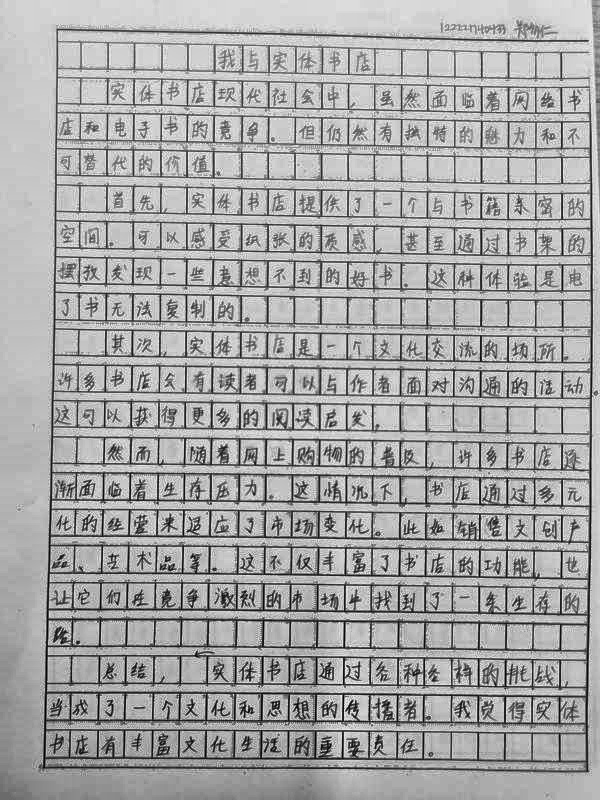 我与实体书店
实体书店现代社会中，虽然面临着网络书
店和电子书的竞争。但仍然有独特的魅力和不
可替代的价值。
首先，实体书店提供了一个与书籍亲密的
空间。可以感受纸张的质感，甚至通过书架的
摆放发现一些意想不到的好书。这种体验是电
子书无法复制的。
其次，实体书店是一个文化交流的场所。
许多书店会有读者可以与作者面对沟通的活动。
这可以获得更多的阅读启发。
然而，随着网上购物的普及，许多书店逐
渐面临着生存压力。这情况下，书店通过多元
化的经营来适应了市场变化。比如销售文创产
品、艺术品等。这不仅丰富了书店的功能，也
让它们在竞争激烈的市场中找到了一条生存的
路。
总结，实体书店通过各种各样的挑战，
当成了一个文化和思想的传播者。我觉得实体
书店有丰富文化生活的重要责任。